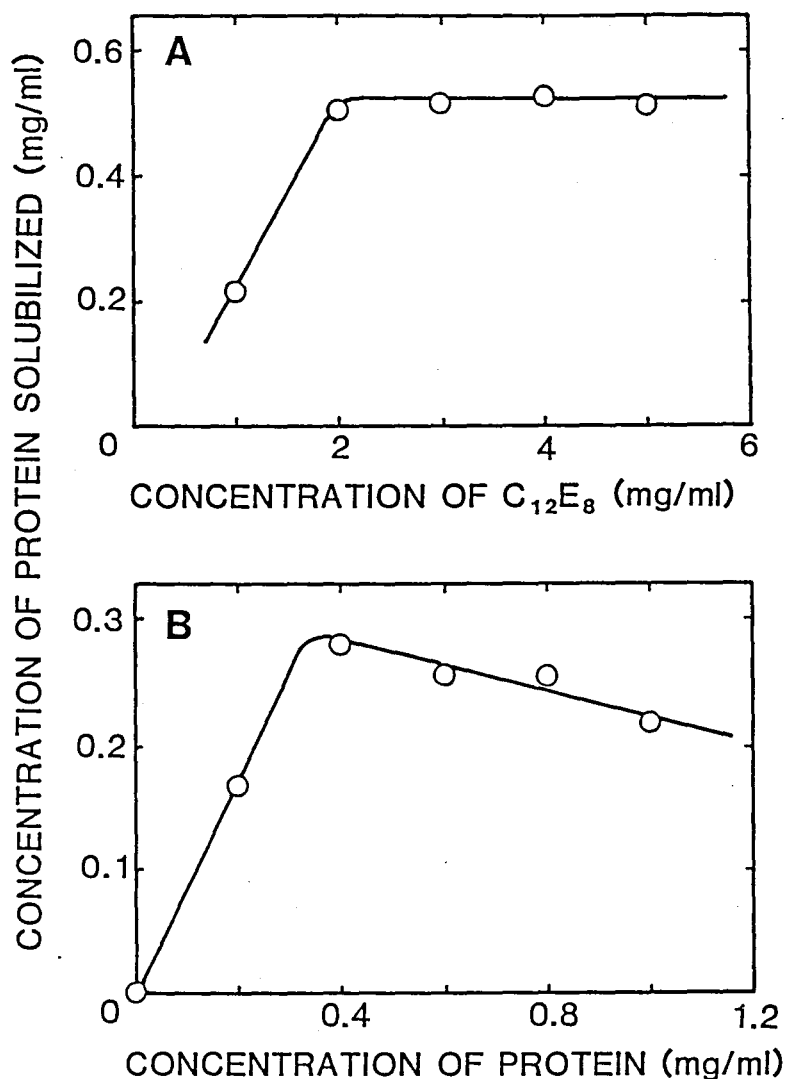 CONCENTRATION OF PROTEIN SOLUBILIZED (mg/ml)
A
0.6
0.4
0.2
0
2
4
6
CONCENTRATION OF C₁₂E₈ (mg/ml)
B
0.3
0.2
0.1
0
0.4
0.8
1.2
CONCENTRATION OF PROTEIN (mg/ml)